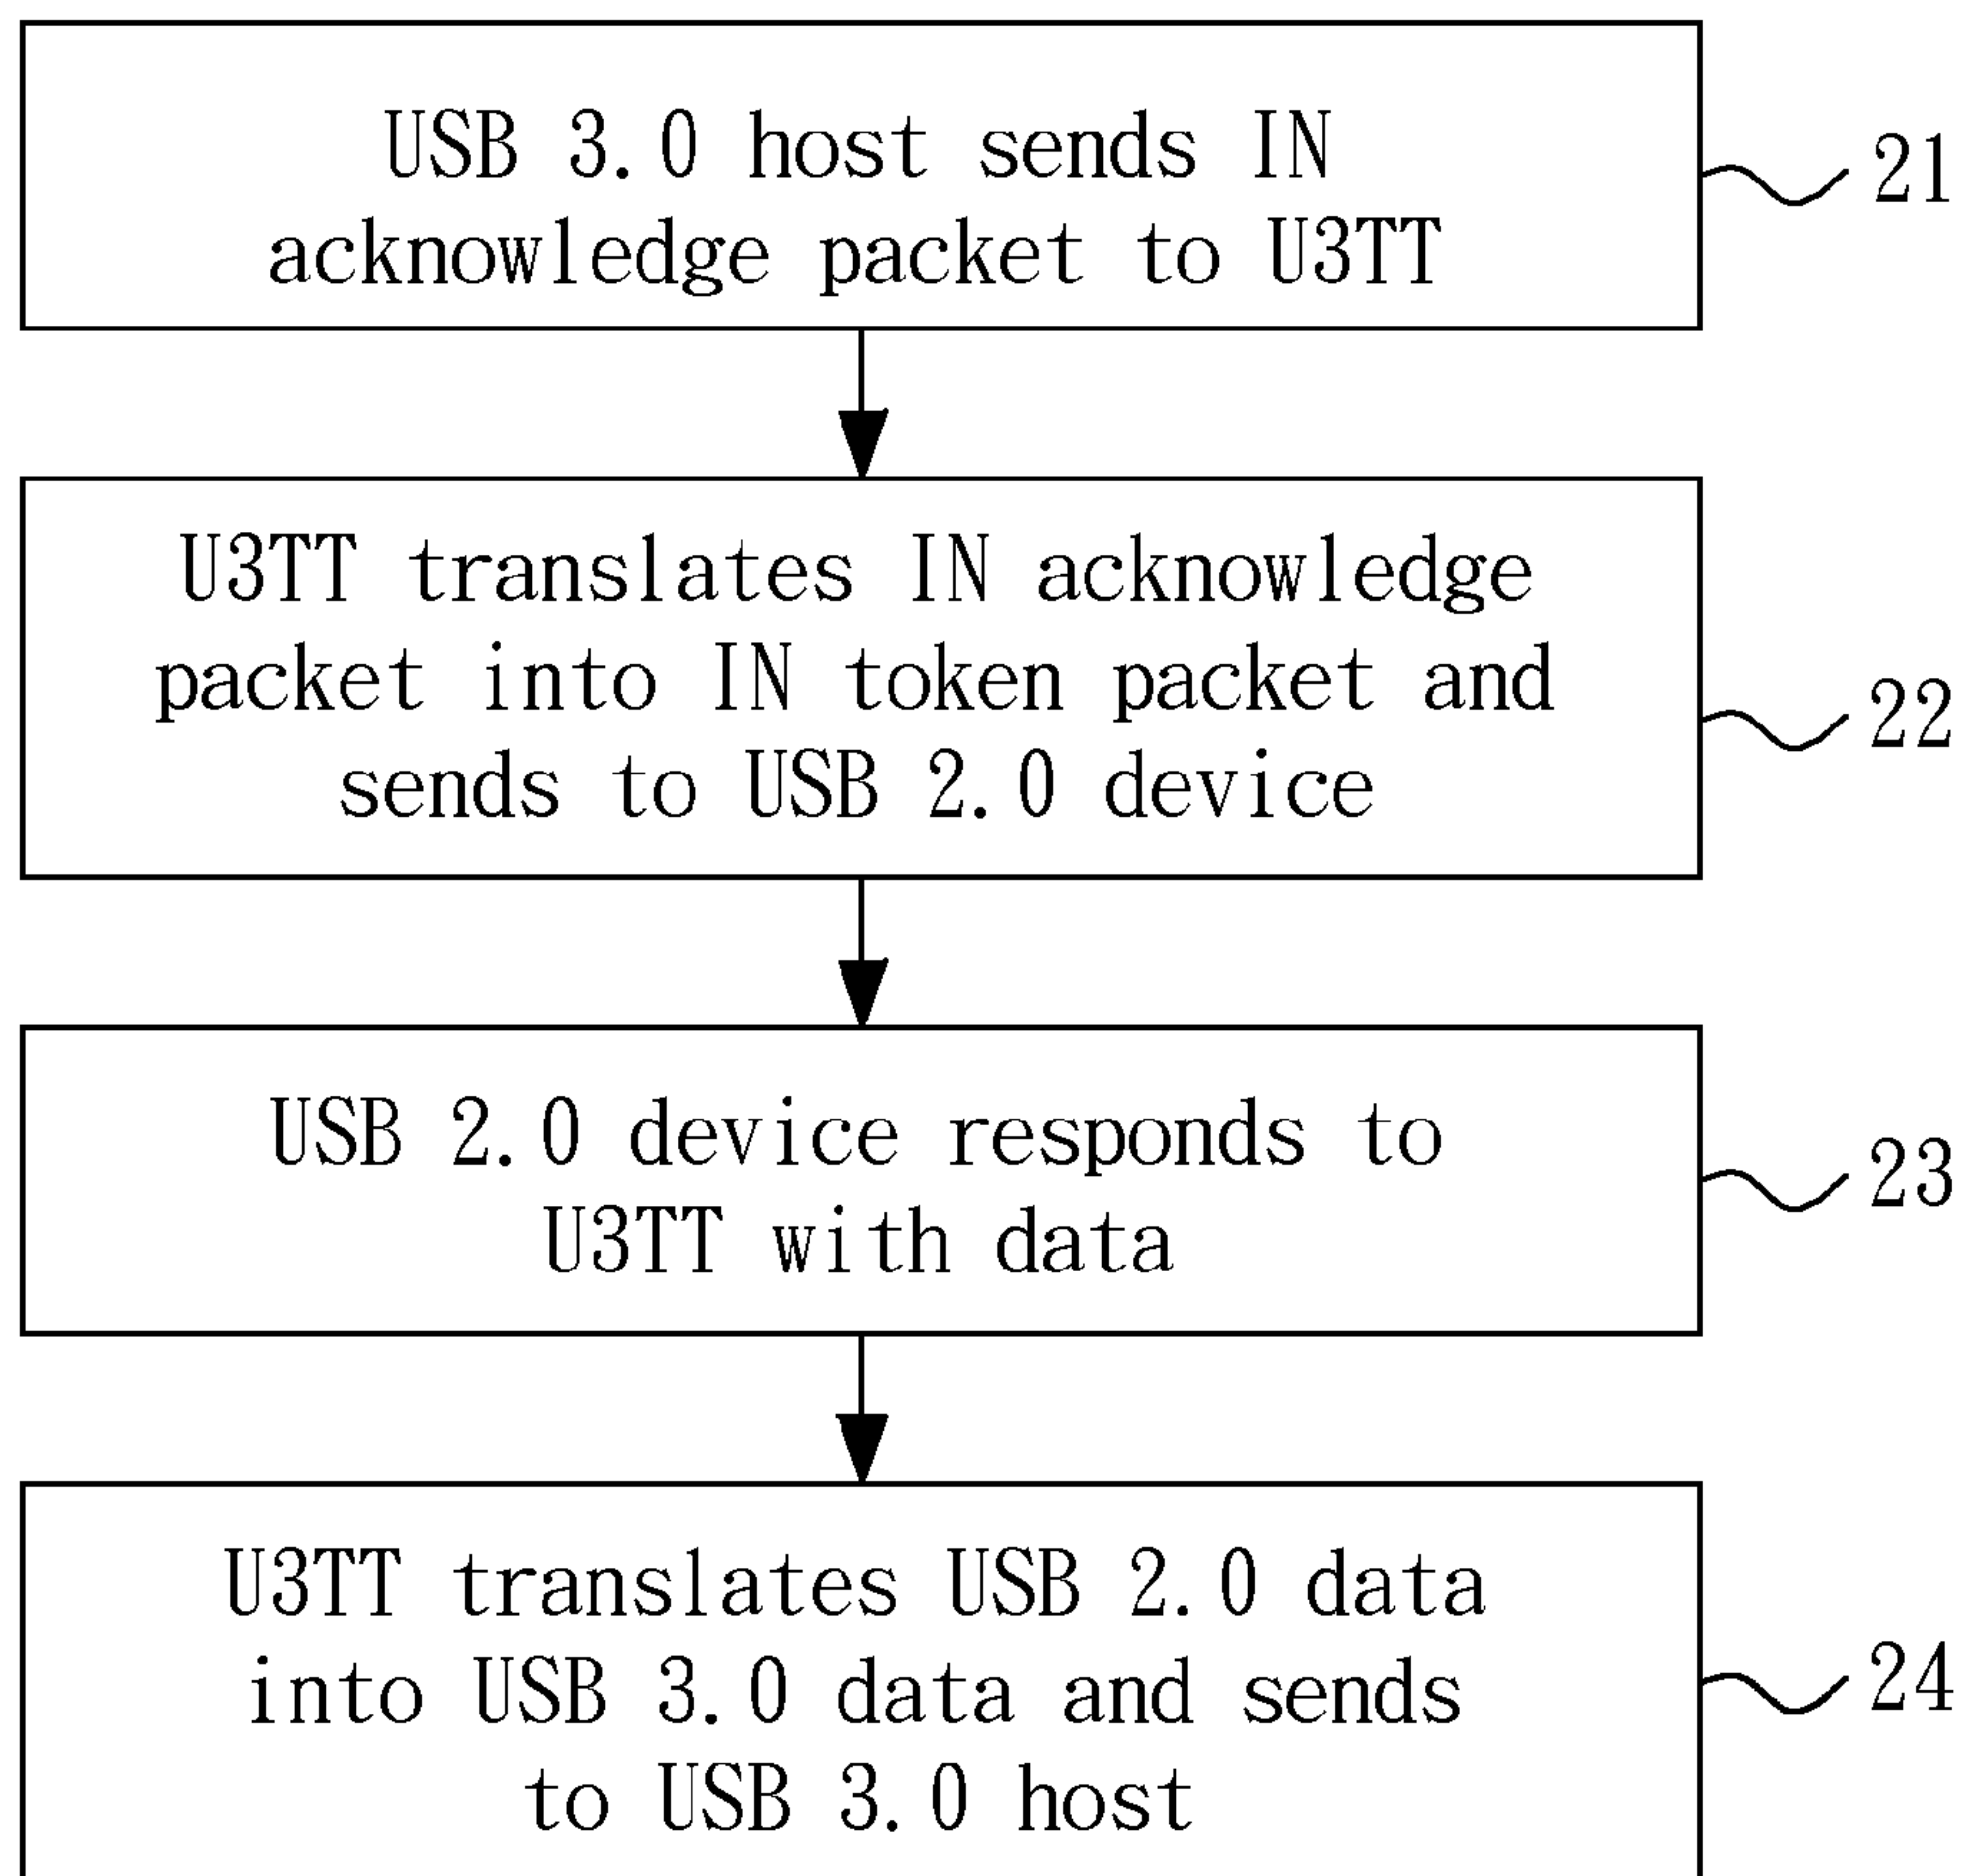 USB 3.0 host sends IN
acknowledge packet to U3TT
21
U3TT translates IN acknowledge
packet into IN token packet and
sends to USB 2.0 device
22
USB 2.0 device responds to
U3TT with data
23
U3TT translates USB 2.0 data
into USB 3.0 data and sends
to USB 3.0 host
24